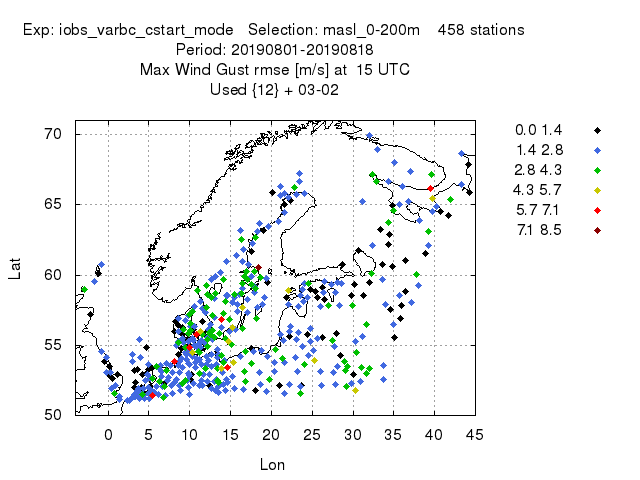 Exp: iobs_varbc_cstart_mode Selection: masl_0-200m 458 stations
Period: 20190801-20190818
Max Wind Gust rmse [m/s] at 15 UTC
Used {12} + 03-02
70
65
60
55
50
Lat
0 5 10 15 20 25 30 35 40 45
Lon
0.0 1.4
1.4 2.8
2.8 4.3
4.3 5.7
5.7 7.1
7.1 8.5